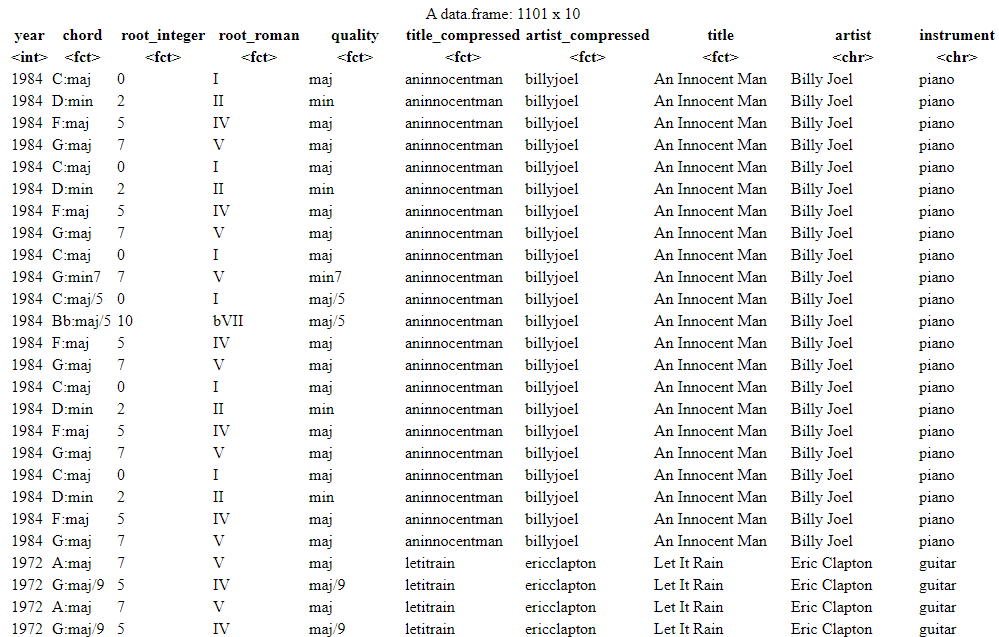 A data.frame: 1101 x 10
year chord root_integer root_roman quality title_compressed artist_compressed title artist instrument
<int> <fct> <fct> <fct> <fct> <fct> <fct> <fct> <chr> <chr>
1984 C:maj 0 I maj aninnocentman billyjoel An Innocent Man Billy Joel piano
1984 D:min 2 II min aninnocentman billyjoel An Innocent Man Billy Joel piano
1984 F:maj 5 IV maj aninnocentman billyjoel An Innocent Man Billy Joel piano
1984 G:maj 7 V maj aninnocentman billyjoel An Innocent Man Billy Joel piano
1984 C:maj 0 I maj aninnocentman billyjoel An Innocent Man Billy Joel piano
1984 D:min 2 II min aninnocentman billyjoel An Innocent Man Billy Joel piano
1984 F:maj 5 IV maj aninnocentman billyjoel An Innocent Man Billy Joel piano
1984 G:maj 7 V maj aninnocentman billyjoel An Innocent Man Billy Joel piano
1984 C:maj 0 I maj aninnocentman billyjoel An Innocent Man Billy Joel piano
1984 G:min7 7 V min7 aninnocentman billyjoel An Innocent Man Billy Joel piano
1984 C:maj/5 0 I maj/5 aninnocentman billyjoel An Innocent Man Billy Joel piano
1984 Bb:maj/5 10 bVII maj/5 aninnocentman billyjoel An Innocent Man Billy Joel piano
1984 F:maj 5 IV maj aninnocentman billyjoel An Innocent Man Billy Joel piano
1984 G:maj 7 V maj aninnocentman billyjoel An Innocent Man Billy Joel piano
1984 C:maj 0 I maj aninnocentman billyjoel An Innocent Man Billy Joel piano
1984 D:min 2 II min aninnocentman billyjoel An Innocent Man Billy Joel piano
1984 F:maj 5 IV maj aninnocentman billyjoel An Innocent Man Billy Joel piano
1984 G:maj 7 V maj aninnocentman billyjoel An Innocent Man Billy Joel piano
1984 C:maj 0 I maj aninnocentman billyjoel An Innocent Man Billy Joel piano
1984 D:min 2 II min aninnocentman billyjoel An Innocent Man Billy Joel piano
1984 F:maj 5 IV maj aninnocentman billyjoel An Innocent Man Billy Joel piano
1984 G:maj 7 V maj aninnocentman billyjoel An Innocent Man Billy Joel piano
1972 A:maj 7 V maj letitrain ericclapton Let It Rain Eric Clapton guitar
1972 G:maj/9 5 IV maj/9 letitrain ericclapton Let It Rain Eric Clapton guitar
1972 A:maj 7 V maj letitrain ericclapton Let It Rain Eric Clapton guitar
1972 G:maj/9 5 IV maj/9 letitrain ericclapton Let It Rain Eric Clapton guitar